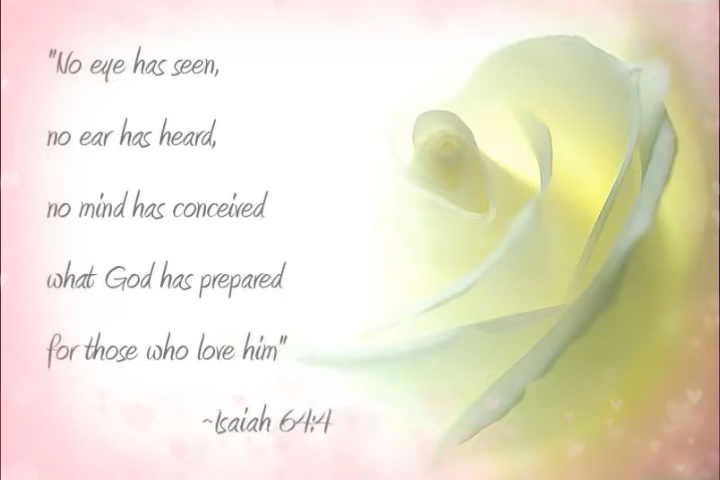 "No eye has seen,
no ear has heard,
no mind has conceived
what God has prepared
for those who love him"
~Isaiah 64:4